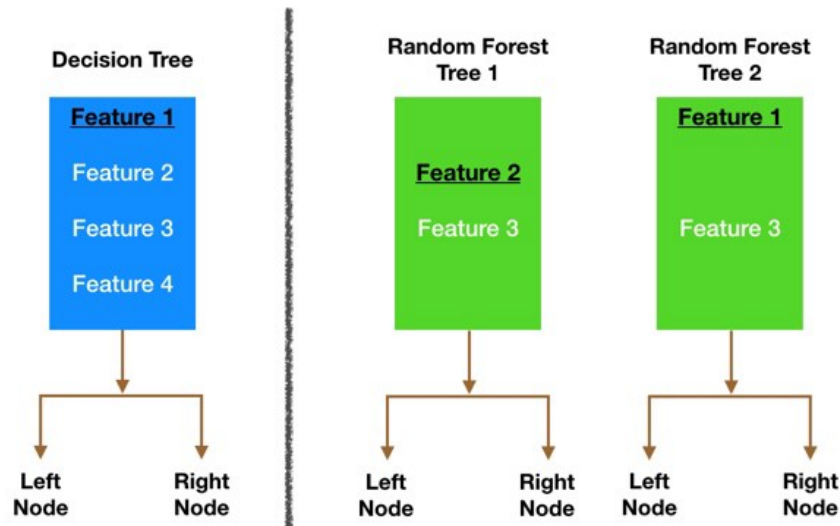 Decision Tree
Feature 1
Feature 2
Feature 3
Feature 4
Left
Node
Right
Node
Random Forest
Tree 1
Feature 2
Feature 3
Left
Node
Right
Node
Random Forest
Tree 2
Feature 1
Feature 3
Left
Node
Right
Node